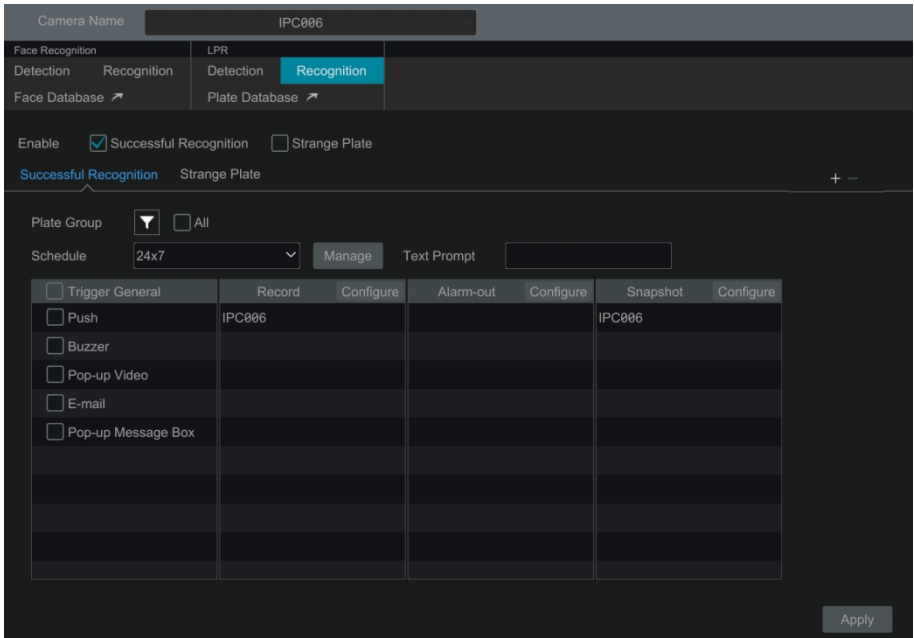 Camera Name IPC006
Face Recognition LPR
Detection Recognition Detection Recognition
Face Database Plate Database
Enable Successful Recognition Strange Plate
Successful Recognition Strange Plate + −
Plate Group All
Schedule 24x7 Manage Text Prompt
Trigger General Record Configure Alarm-out Configure Snapshot Configure
Push IPC006 IPC006
Buzzer
Pop-up Video
E-mail
Pop-up Message Box
Apply